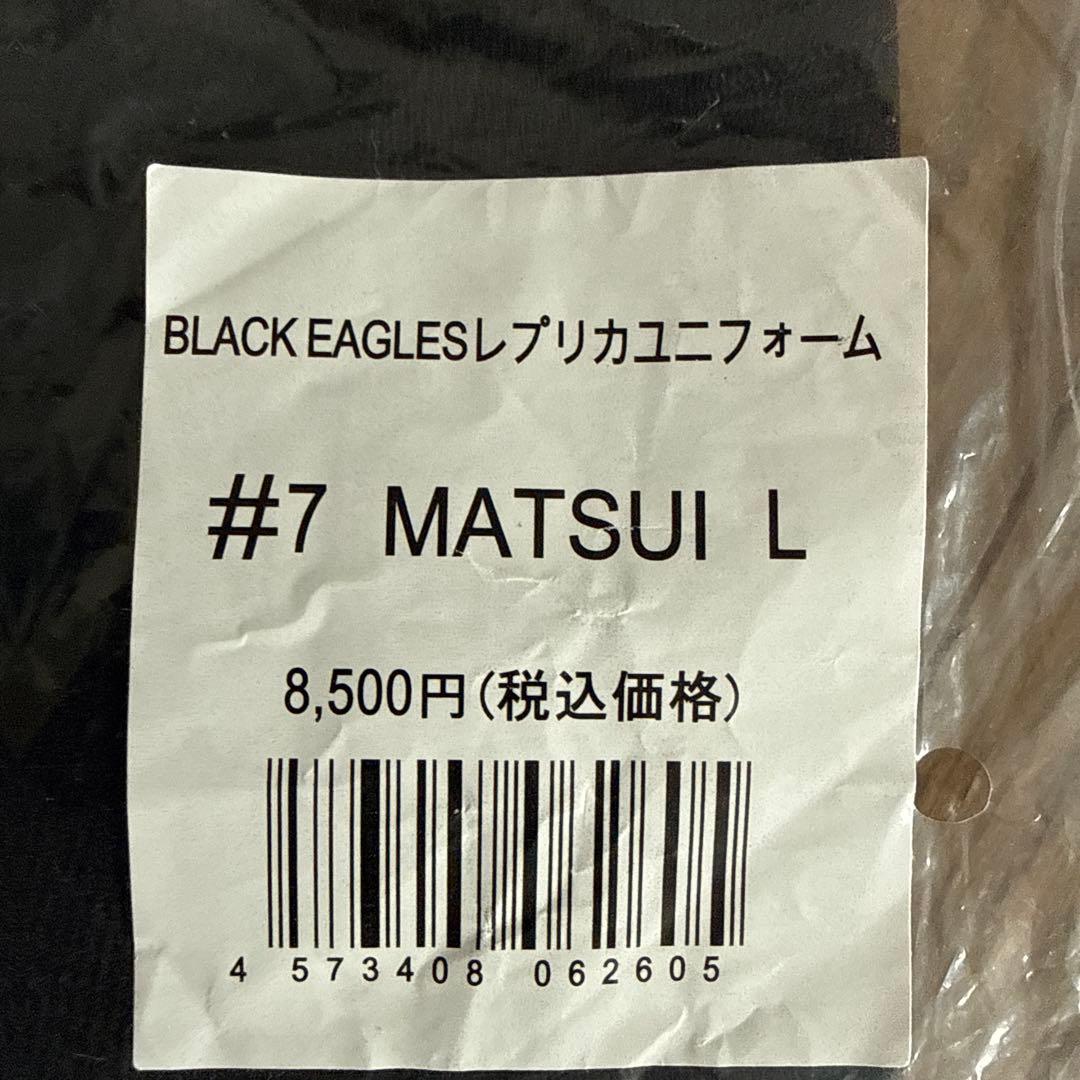 BLACK EAGLESレプリカユニフォーム
#7 MATSUI L
8,500円(税込価格)
4 573408 062605